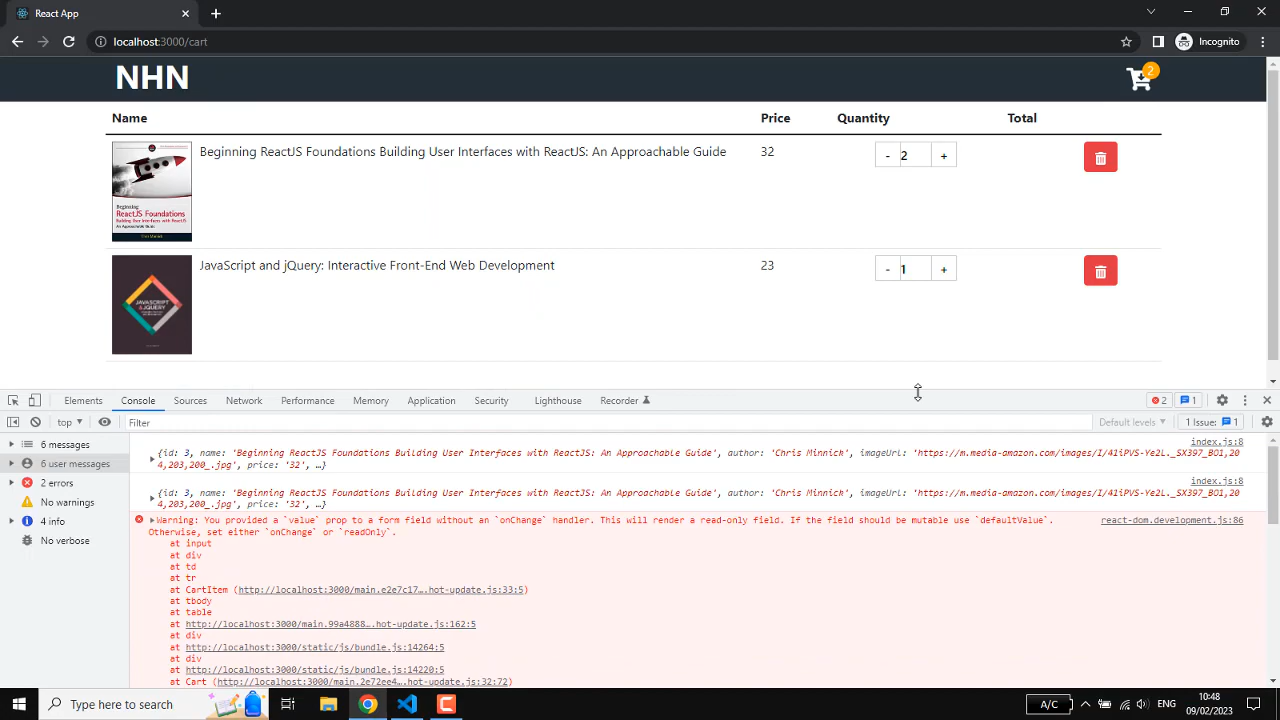 React App
localhost:3000/cart
Incognito
NHN
2
Name Price Quantity Total
Beginning ReactJS Foundations Building User Interfaces with ReactJS: An Approachable Guide 32 - 2 +
Beginning
ReactJS Foundations
JavaScript and jQuery: Interactive Front-End Web Development 23 - 1 +
JAVASCRIPT
& JQUERY
Elements Console Sources Network Performance Memory Application Security Lighthouse Recorder 2 1
top Filter Default levels 1 Issue: 1
6 messages
6 user messages
2 errors
No warnings
4 info
No verbose
index.js:8
{id: 3, name: 'Beginning ReactJS Foundations Building User Interfaces with ReactJS: An Approachable Guide', author: 'Chris Minnick', imageUrl: 'https://m.media-amazon.com/images/I/41iPVS-Ye2L._SX397_BO1,20
4,203,200_.jpg', price: '32', …}
index.js:8
{id: 3, name: 'Beginning ReactJS Foundations Building User Interfaces with ReactJS: An Approachable Guide', author: 'Chris Minnick', imageUrl: 'https://m.media-amazon.com/images/I/41iPVS-Ye2L._SX397_BO1,20
4,203,200_.jpg', price: '32', …}
Warning: You provided a `value` prop to a form field without an `onChange` handler. This will render a read-only field. If the field should be mutable use `defaultValue`. react-dom.development.js:86
Otherwise, set either `onChange` or `readOnly`.
at input
at div
at td
at tr
at CartItem (http://localhost:3000/main.e2e7c17….hot-update.js:33:5)
at tbody
at table
at http://localhost:3000/main.99a4888….hot-update.js:162:5
at div
at http://localhost:3000/static/js/bundle.js:14264:5
at div
at http://localhost:3000/static/js/bundle.js:14220:5
at Cart (http://localhost:3000/main.2e72ee4….hot-update.js:32:72)
Type here to search
A/C
ENG
10:48
09/02/2023